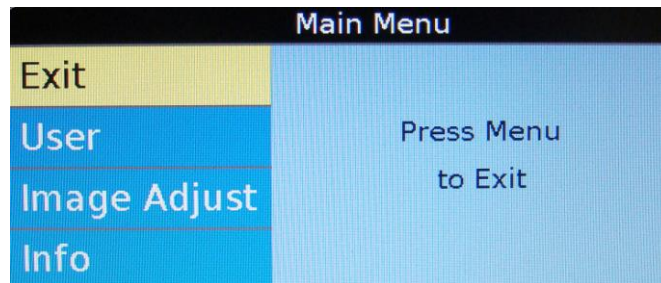 Main Menu
Exit
User
Image Adjust
Info
Press Menu
to Exit